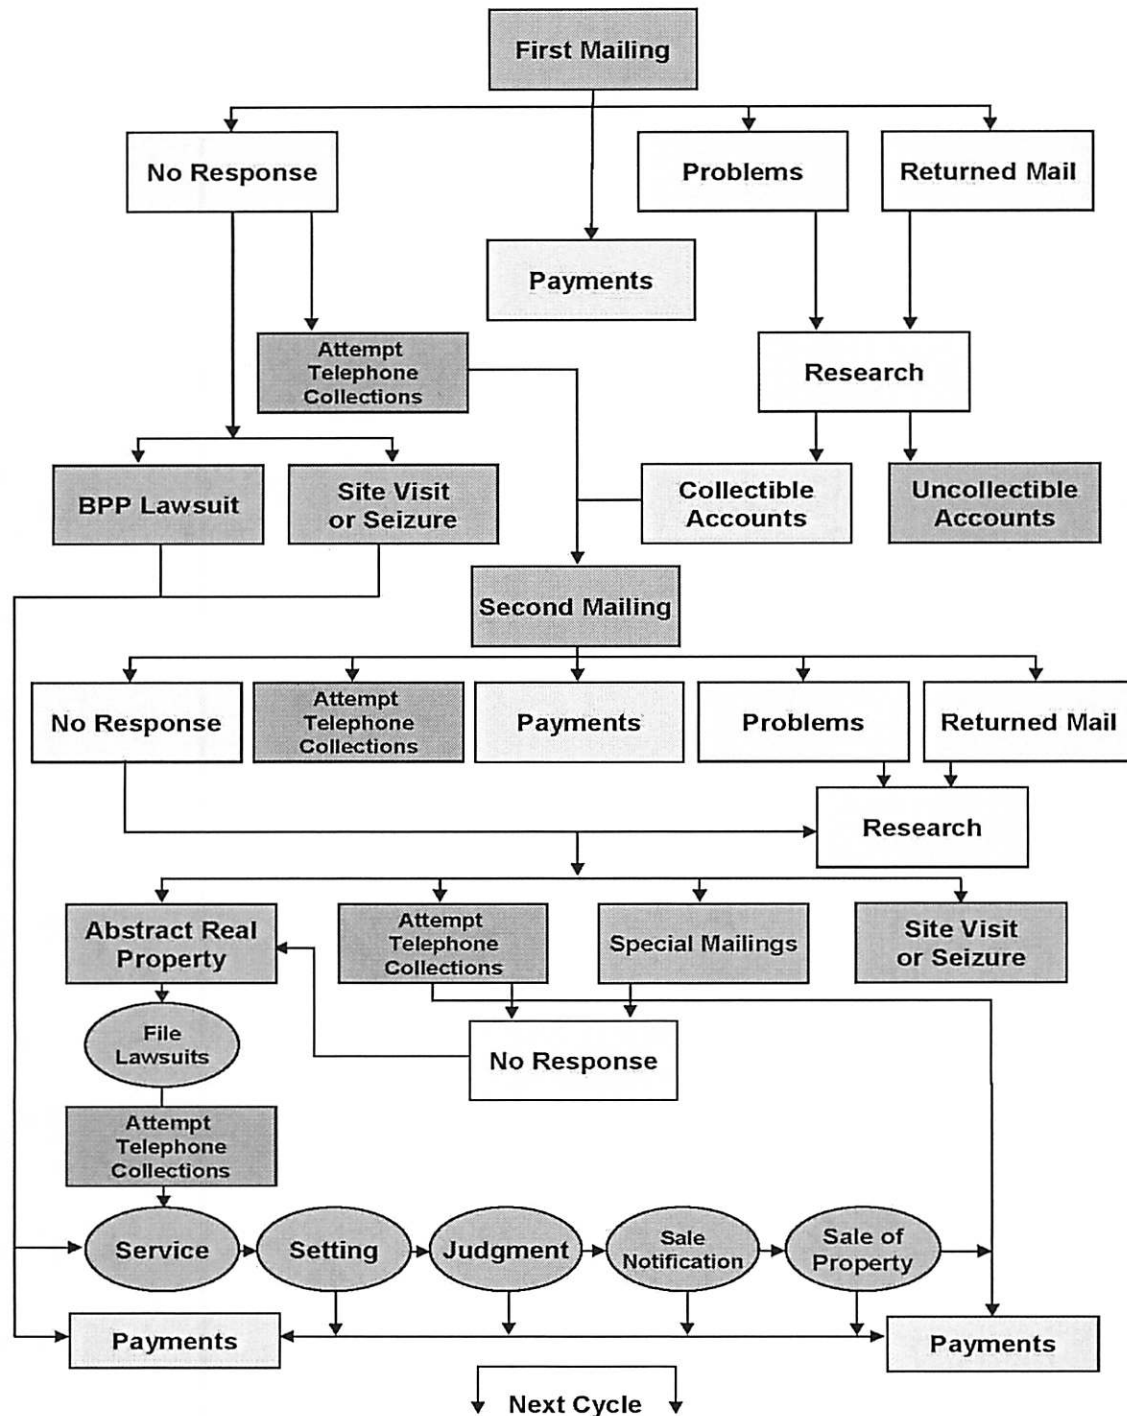 First Mailing
No Response
Problems
Returned Mail
Payments
Attempt
Telephone
Collections
Research
BPP Lawsuit
Site Visit
or Seizure
Collectible
Accounts
Uncollectible
Accounts
Second Mailing
No Response
Attempt
Telephone
Collections
Payments
Problems
Returned Mail
Research
Abstract Real
Property
Attempt
Telephone
Collections
Special Mailings
Site Visit
or Seizure
File
Lawsuits
No Response
Attempt
Telephone
Collections
Service
Setting
Judgment
Sale
Notification
Sale of
Property
Payments
Payments
Next Cycle